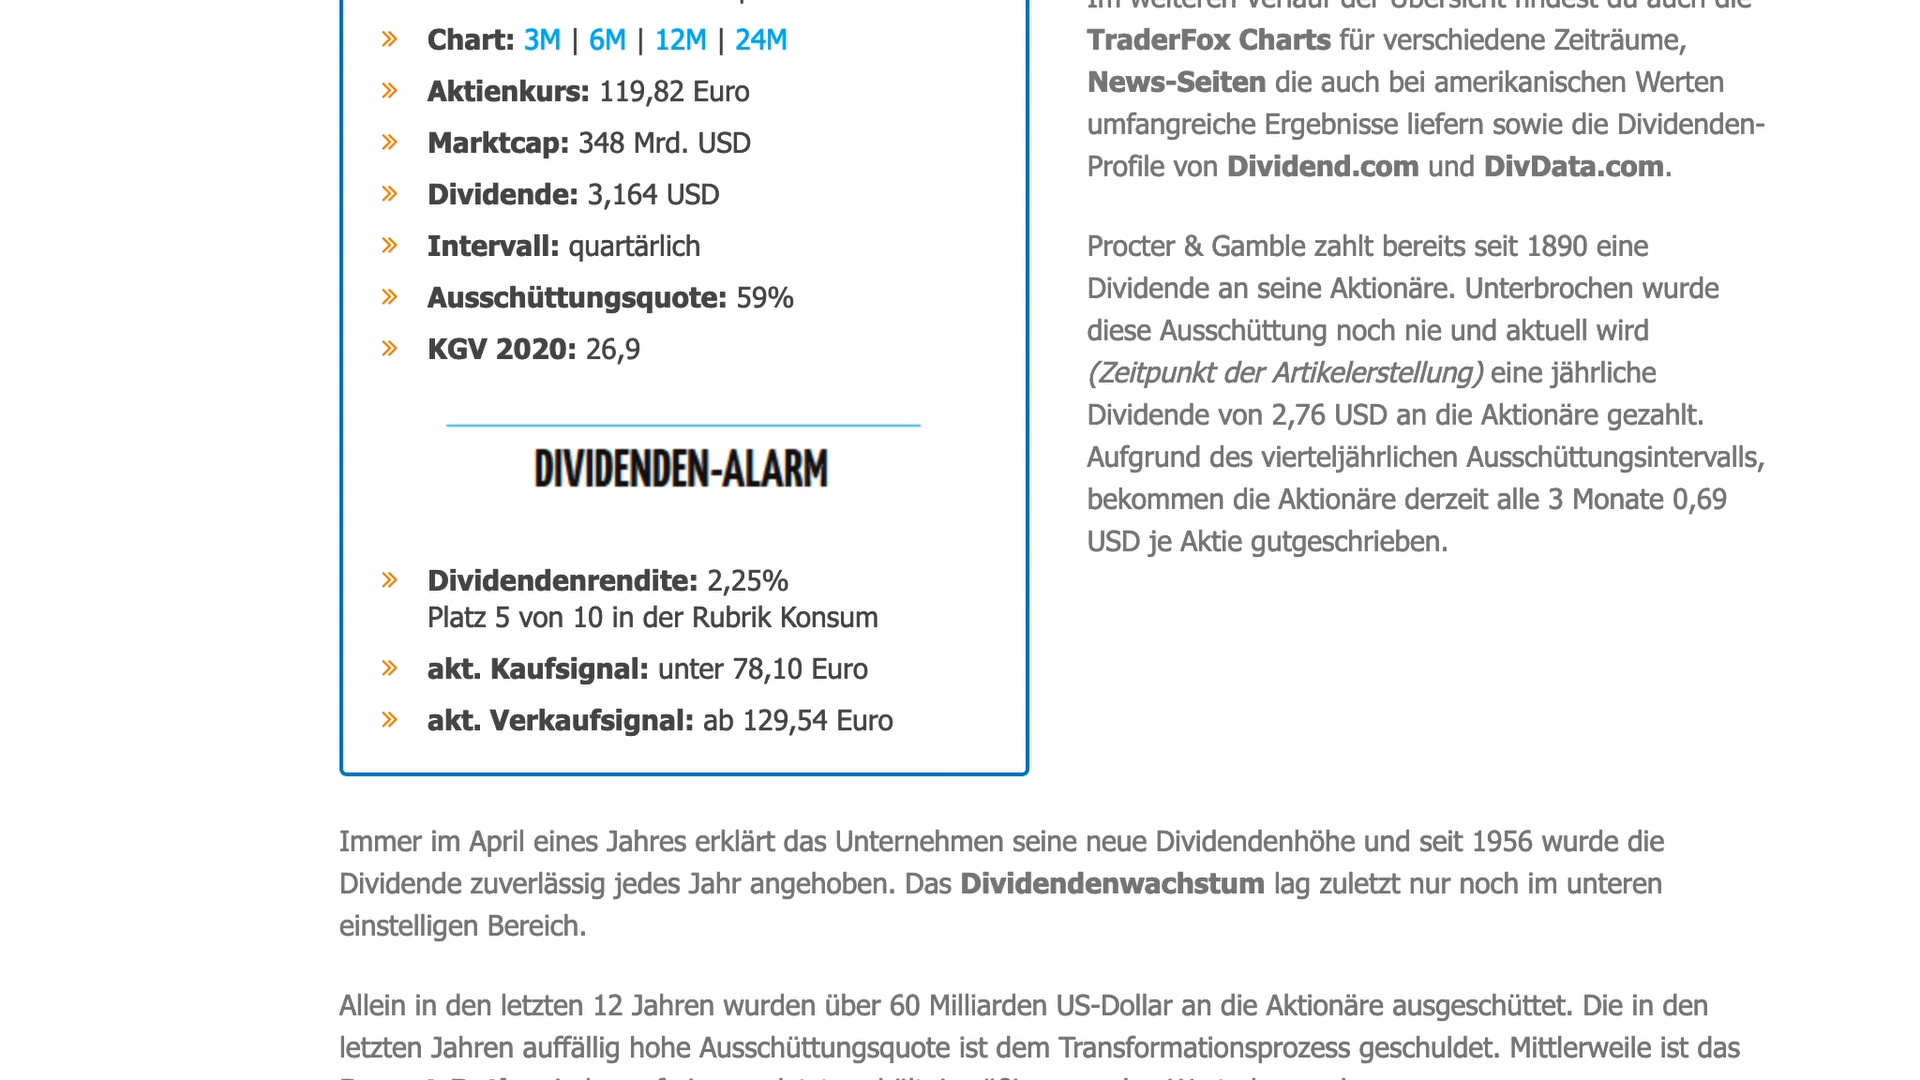 Chart: 3M | 6M | 12M | 24M
Aktienkurs: 119,82 Euro
Marktcap: 348 Mrd. USD
Dividende: 3,164 USD
Intervall: quartärlich
Ausschüttungsquote: 59%
KGV 2020: 26,9
DIVIDENDEN-ALARM
Dividendenrendite: 2,25%
Platz 5 von 10 in der Rubrik Konsum
akt. Kaufsignal: unter 78,10 Euro
akt. Verkaufsignal: ab 129,54 Euro
Im weiteren Verlauf der Übersicht findest du auch die
TraderFox Charts für verschiedene Zeiträume,
News-Seiten die auch bei amerikanischen Werten
umfangreiche Ergebnisse liefern sowie die Dividenden-
Profile von Dividend.com und DivData.com.
Procter & Gamble zahlt bereits seit 1890 eine
Dividende an seine Aktionäre. Unterbrochen wurde
diese Ausschüttung noch nie und aktuell wird
(Zeitpunkt der Artikelerstellung) eine jährliche
Dividende von 2,76 USD an die Aktionäre gezahlt.
Aufgrund des vierteljährlichen Ausschüttungsintervalls,
bekommen die Aktionäre derzeit alle 3 Monate 0,69
USD je Aktie gutgeschrieben.
Immer im April eines Jahres erklärt das Unternehmen seine neue Dividendenhöhe und seit 1956 wurde die
Dividende zuverlässig jedes Jahr angehoben. Das Dividendenwachstum lag zuletzt nur noch im unteren
einstelligen Bereich.
Allein in den letzten 12 Jahren wurden über 60 Milliarden US-Dollar an die Aktionäre ausgeschüttet. Die in den
letzten Jahren auffällig hohe Ausschüttungsquote ist dem Transformationsprozess geschuldet. Mittlerweile ist das